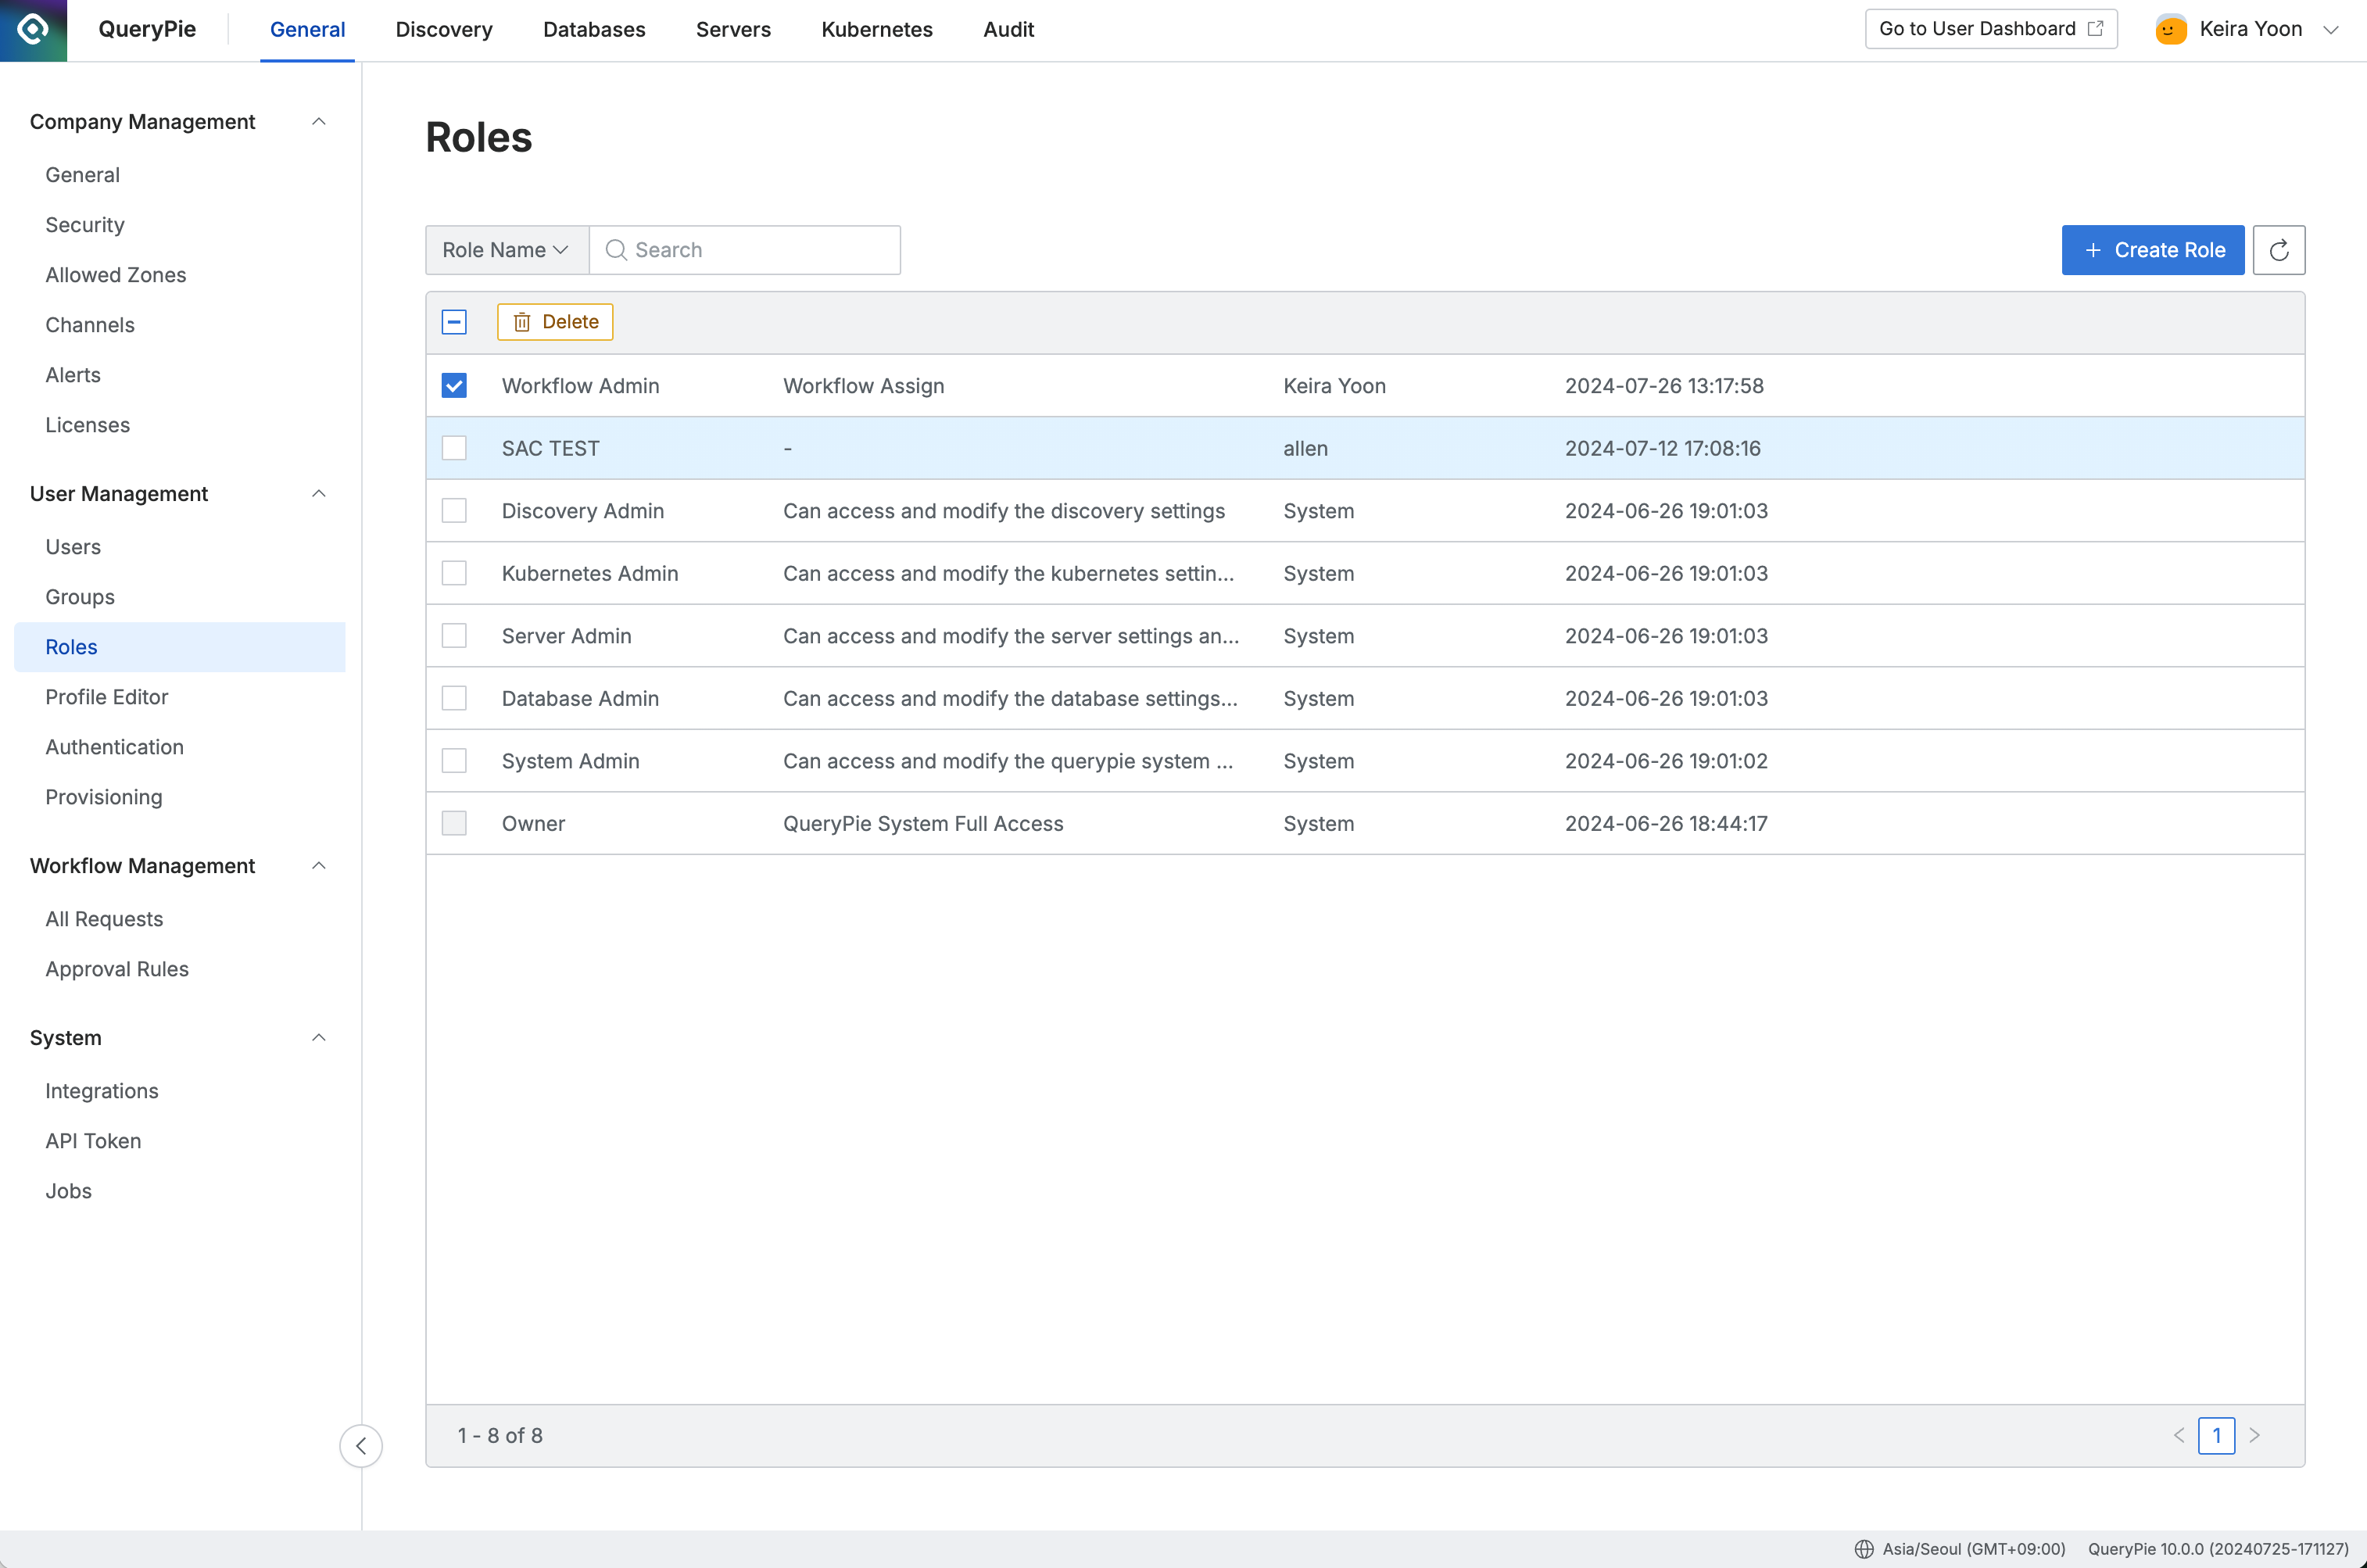 QueryPie General Discovery Databases Servers Kubernetes Audit Go to User Dashboard Keira Yoon
Company Management
General
Security
Allowed Zones
Channels
Alerts
Licenses
User Management
Users
Groups
Roles
Profile Editor
Authentication
Provisioning
Workflow Management
All Requests
Approval Rules
System
Integrations
API Token
Jobs
Roles
Role Name Search Create Role
Delete
Workflow Admin Workflow Assign Keira Yoon 2024-07-26 13:17:58
SAC TEST - allen 2024-07-12 17:08:16
Discovery Admin Can access and modify the discovery settings System 2024-06-26 19:01:03
Kubernetes Admin Can access and modify the kubernetes settin... System 2024-06-26 19:01:03
Server Admin Can access and modify the server settings an... System 2024-06-26 19:01:03
Database Admin Can access and modify the database settings... System 2024-06-26 19:01:03
System Admin Can access and modify the querypie system ... System 2024-06-26 19:01:02
Owner QueryPie System Full Access System 2024-06-26 18:44:17
1 - 8 of 8 1
Asia/Seoul (GMT+09:00) QueryPie 10.0.0 (20240725-171127)